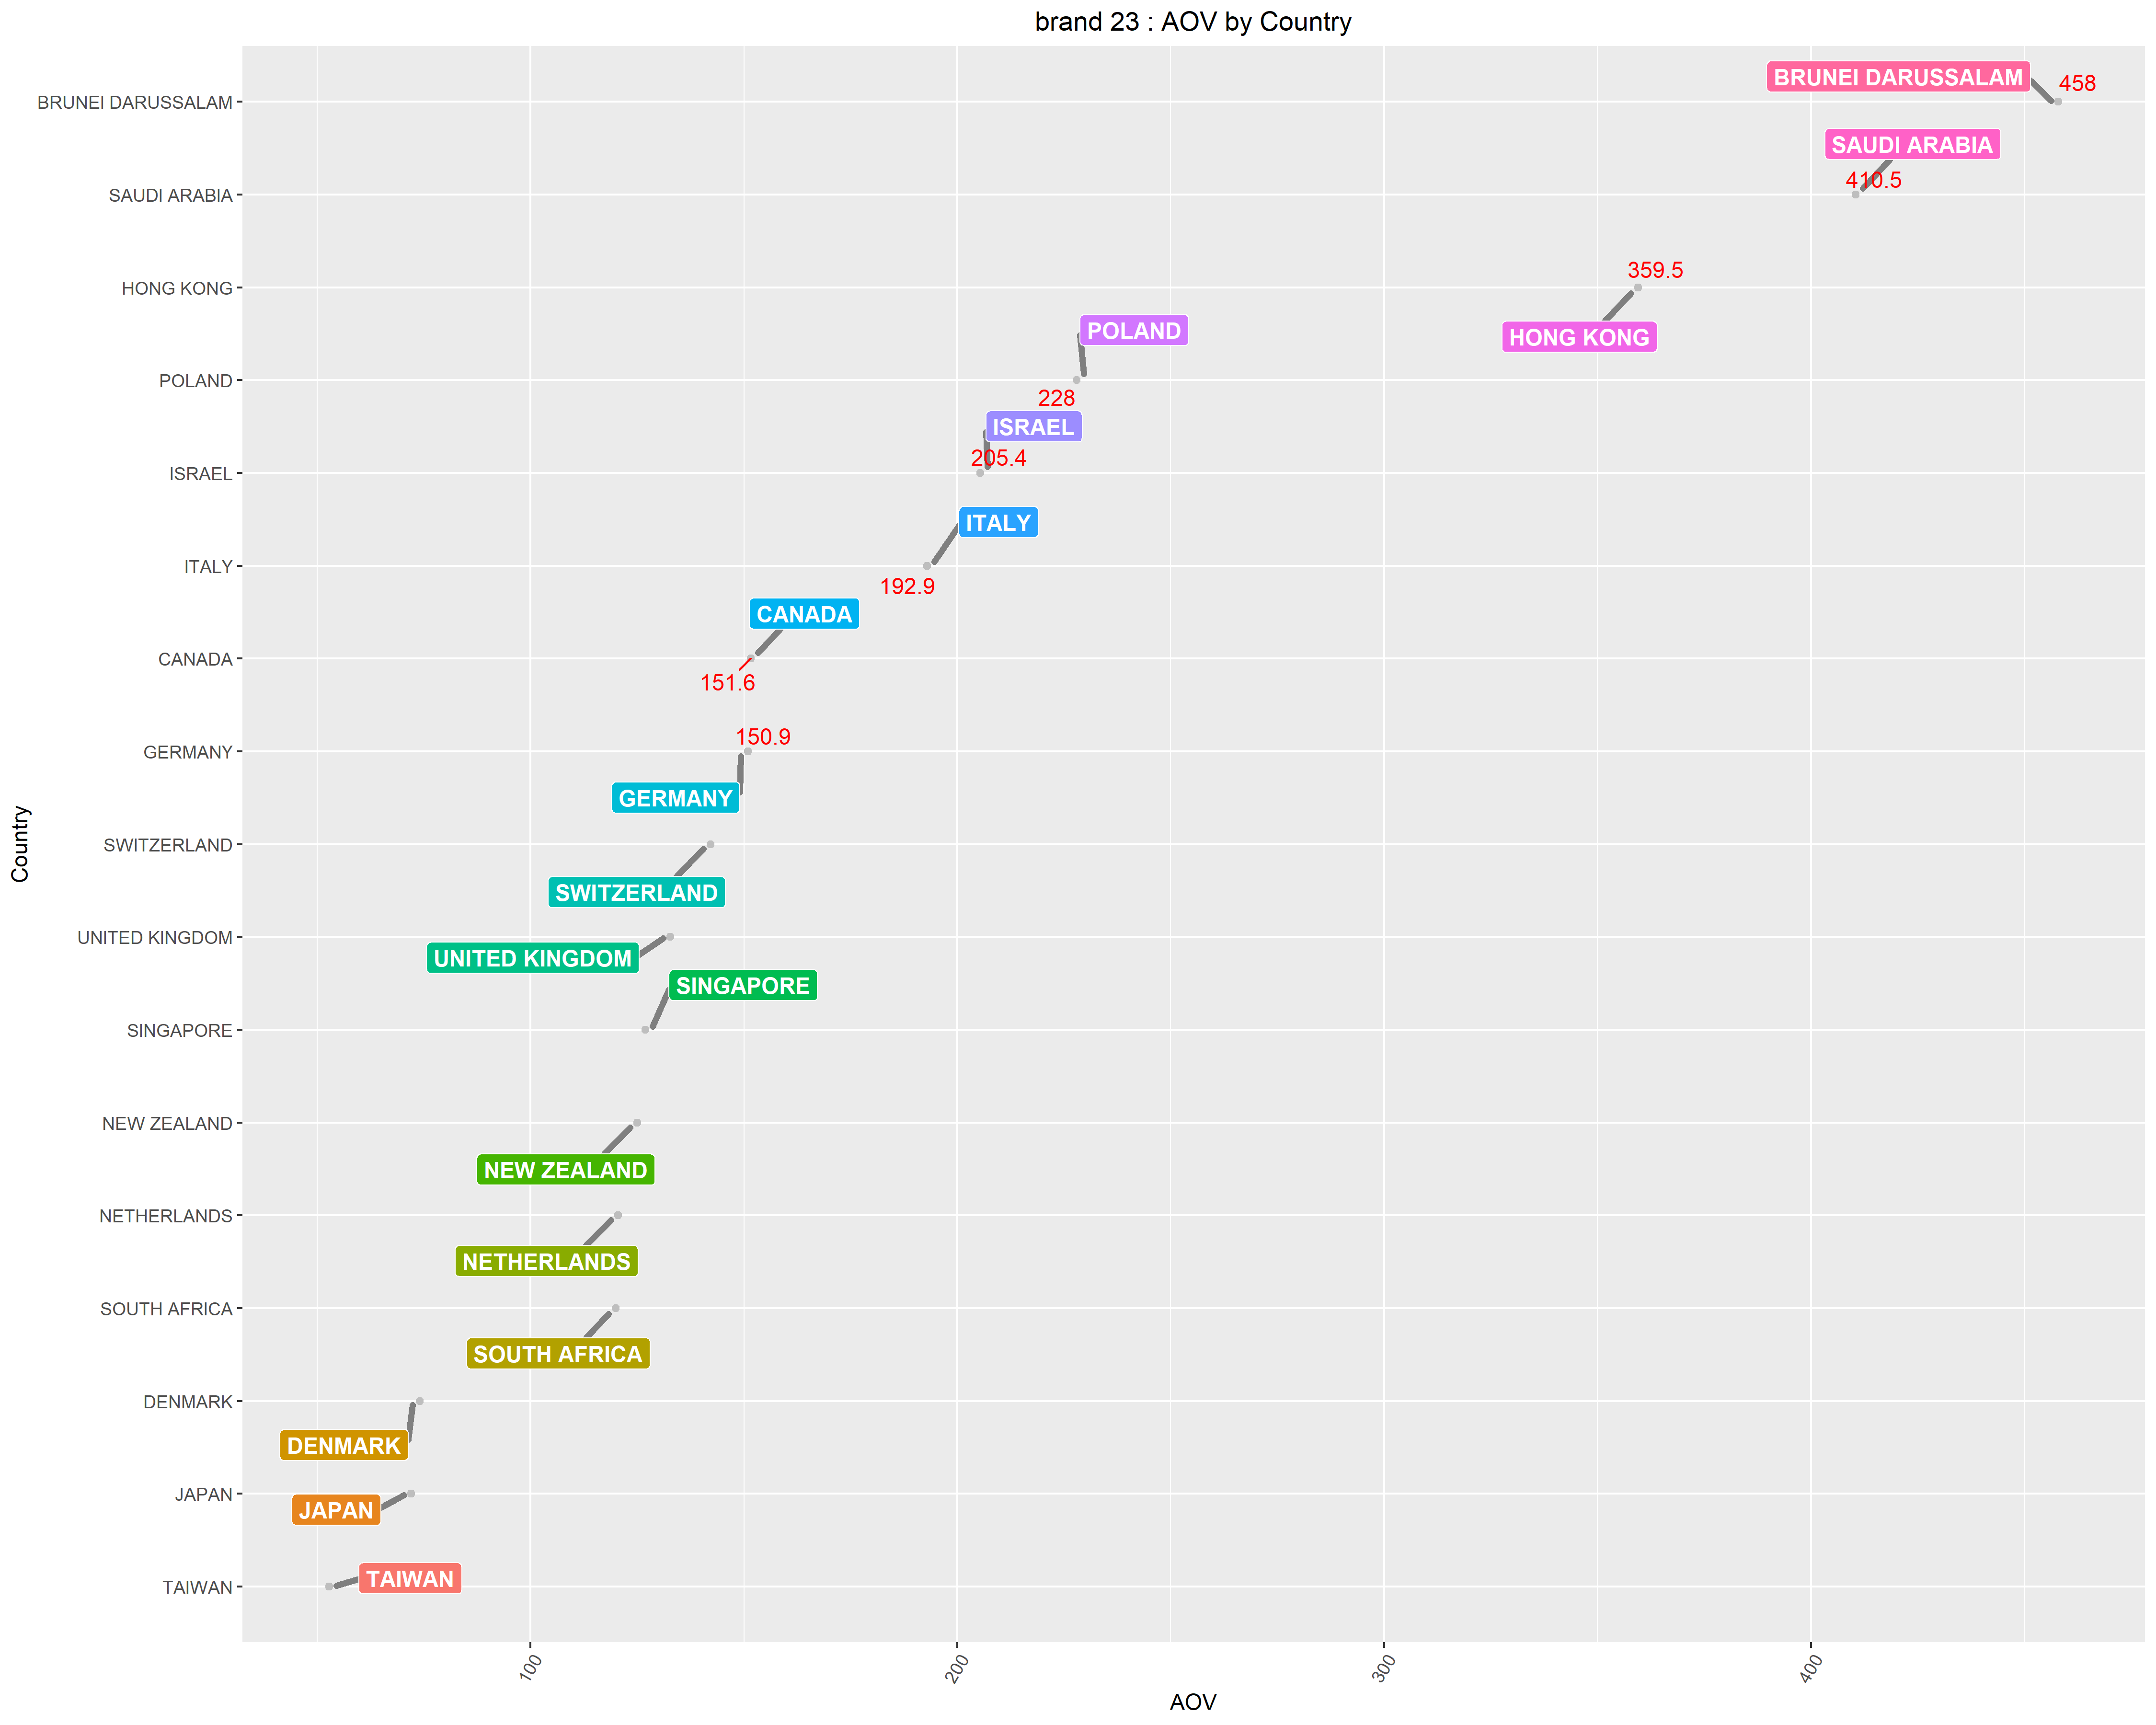 brand 23 : AOV by Country
Country
BRUNEI DARUSSALAM
SAUDI ARABIA
HONG KONG
POLAND
ISRAEL
ITALY
CANADA
GERMANY
SWITZERLAND
UNITED KINGDOM
SINGAPORE
NEW ZEALAND
NETHERLANDS
SOUTH AFRICA
DENMARK
JAPAN
TAIWAN
BRUNEI DARUSSALAM
458
SAUDI ARABIA
410.5
359.5
HONG KONG
POLAND
228
ISRAEL
205.4
ITALY
192.9
CANADA
151.6
150.9
GERMANY
SWITZERLAND
UNITED KINGDOM
SINGAPORE
NEW ZEALAND
NETHERLANDS
SOUTH AFRICA
DENMARK
JAPAN
TAIWAN
100
200
300
400
AOV